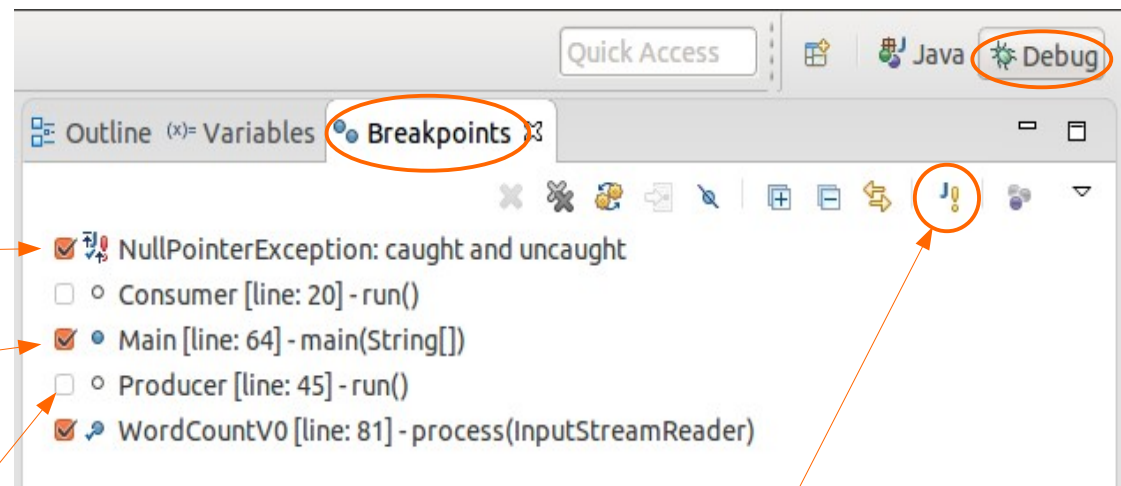 Quick Access Java Debug
Outline (x)= Variables Breakpoints
J!
NullPointerException: caught and uncaught
Consumer [line: 20] - run()
Main [line: 64] - main(String[])
Producer [line: 45] - run()
WordCountV0 [line: 81] - process(InputStreamReader)